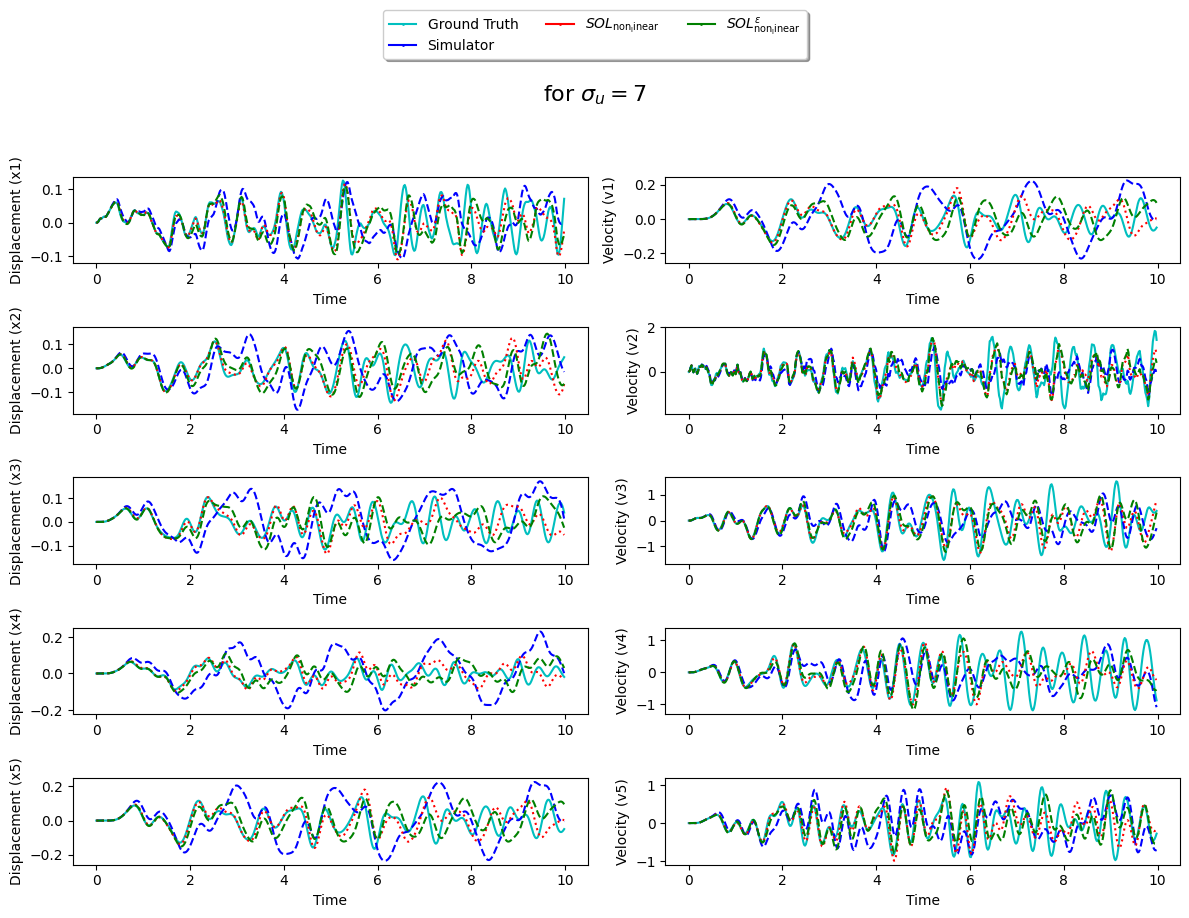 Ground Truth
Simulator
SOL_{non_linear}
SOL^ε_{non_linear}
for σ_u = 7
Displacement (x1)
0.1
0.0
−0.1
0 2 4 6 8 10
Time
Velocity (v1)
0.2
0.0
−0.2
0 2 4 6 8 10
Time
Displacement (x2)
0.1
0.0
−0.1
0 2 4 6 8 10
Time
Velocity (v2)
2
0
0 2 4 6 8 10
Time
Displacement (x3)
0.1
0.0
−0.1
0 2 4 6 8 10
Time
Velocity (v3)
1
0
−1
0 2 4 6 8 10
Time
Displacement (x4)
0.2
0.0
−0.2
0 2 4 6 8 10
Time
Velocity (v4)
1
0
−1
0 2 4 6 8 10
Time
Displacement (x5)
0.2
0.0
−0.2
0 2 4 6 8 10
Time
Velocity (v5)
1
0
−1
0 2 4 6 8 10
Time